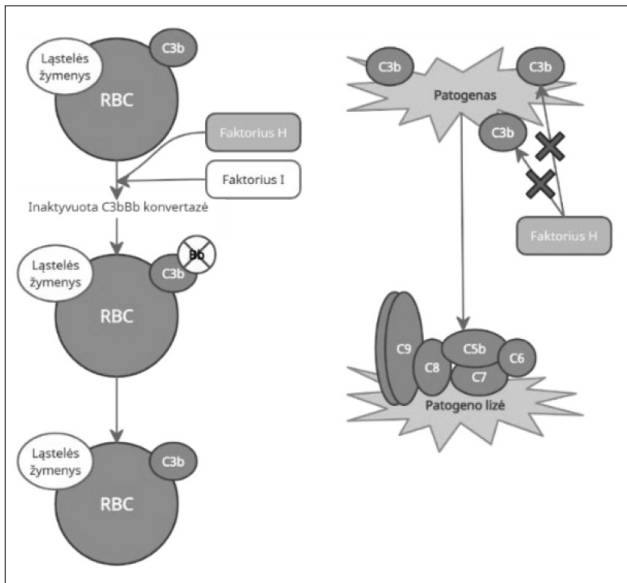 Ląstelės
žymenys
C3b
RBC
Faktorius H
Faktorius I
Inaktyvuota C3bBb konvertazė
Ląstelės
žymenys
Bb
C3b
RBC
Ląstelės
žymenys
C3b
RBC
C3b
C3b
Patogenas
C3b
Faktorius H
C9
C8
C5b
C6
C7
Patogeno lizė